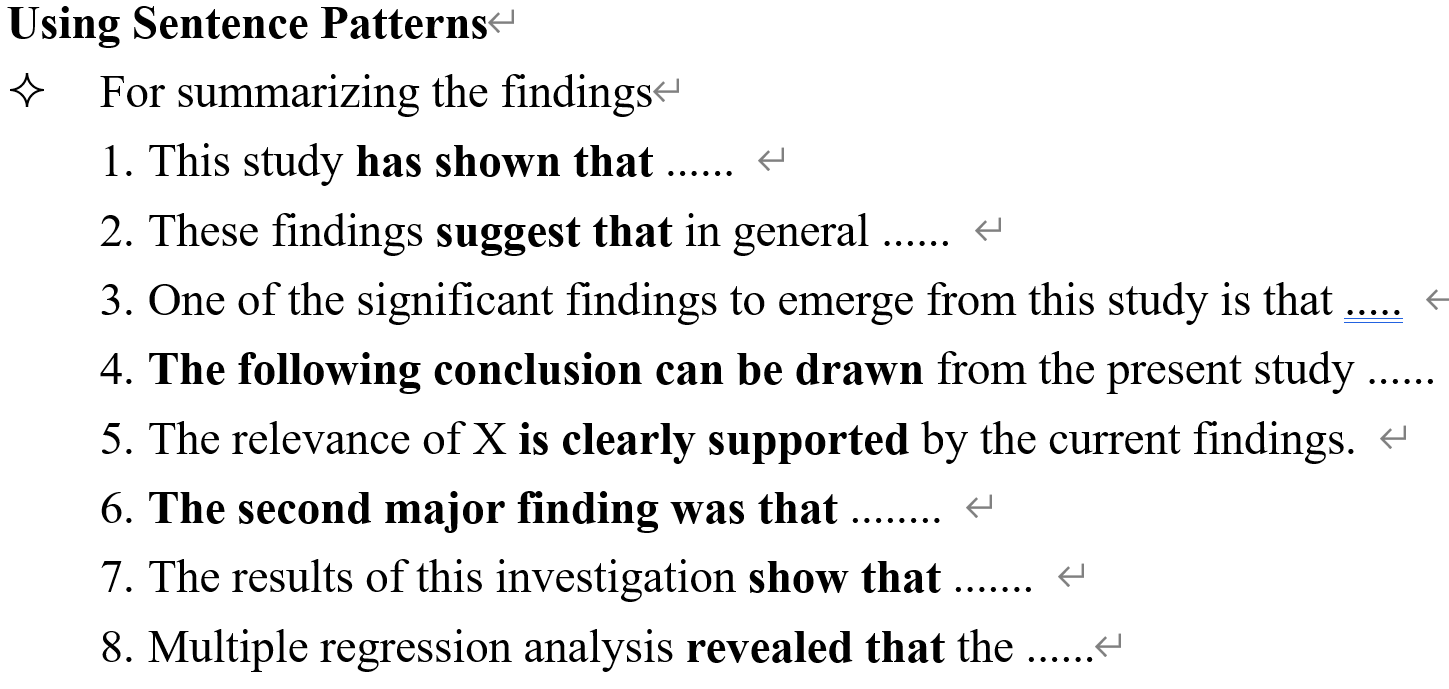 Using Sentence Patterns
✧ For summarizing the findings
1. This study has shown that ......
2. These findings suggest that in general ......
3. One of the significant findings to emerge from this study is that .....
4. The following conclusion can be drawn from the present study ......
5. The relevance of X is clearly supported by the current findings.
6. The second major finding was that ........
7. The results of this investigation show that .......
8. Multiple regression analysis revealed that the ......